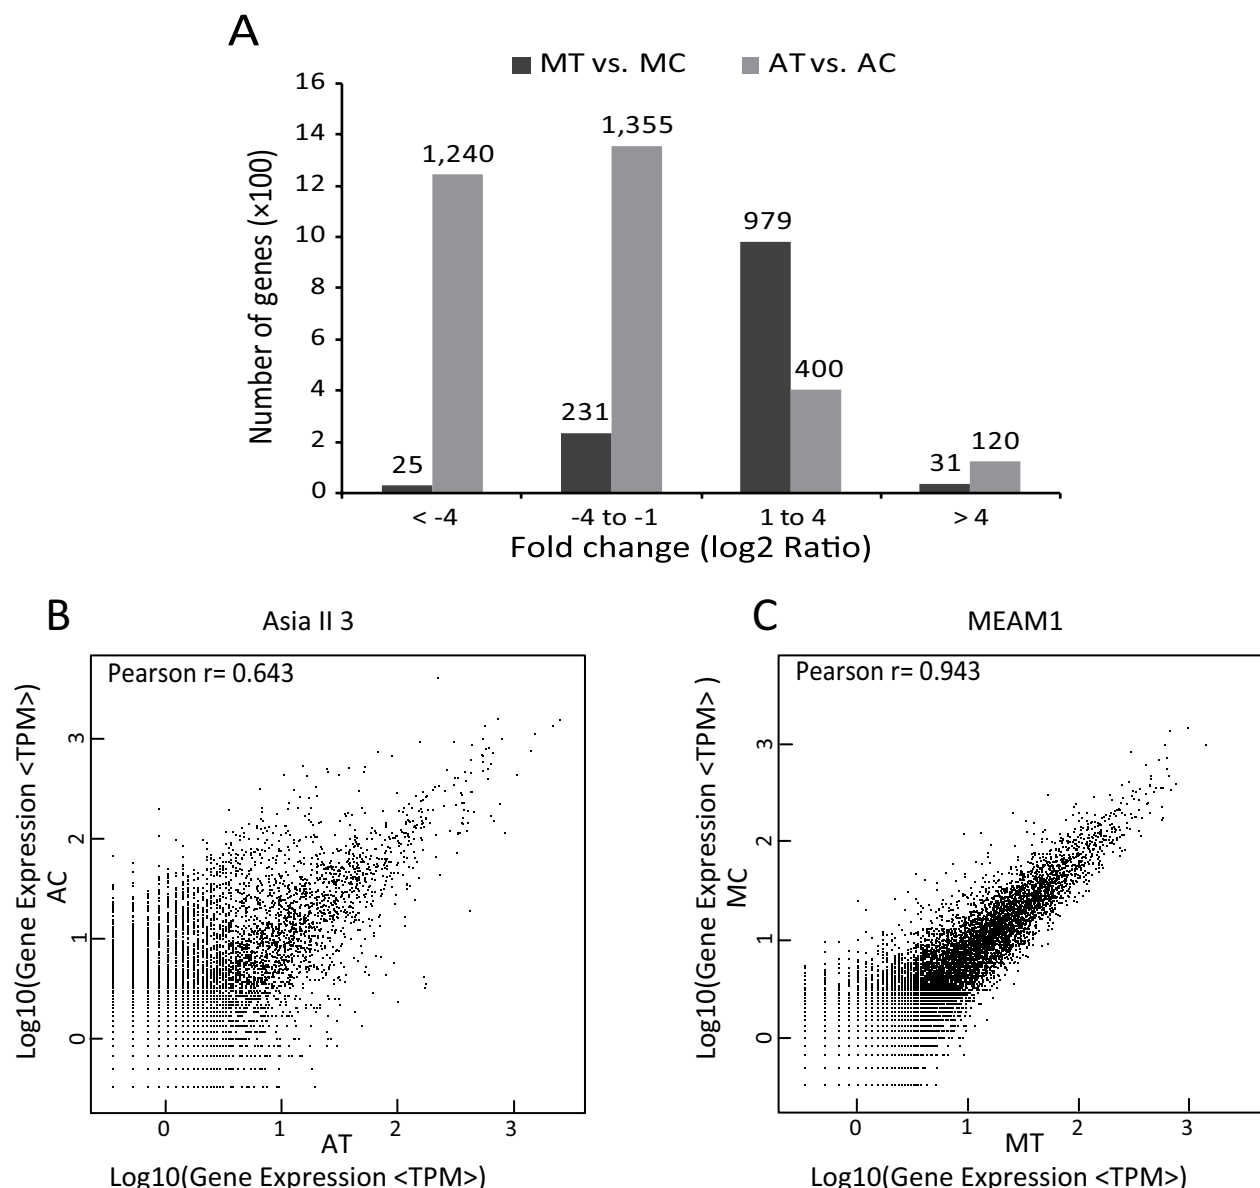 A
MT vs. MC
AT vs. AC
16
14
12
10
8
6
4
2
0
Number of genes (×100)
1,240
1,355
979
400
231
25
31
120
< -4
-4 to -1
1 to 4
> 4
Fold change (log2 Ratio)
B
Asia II 3
Pearson r= 0.643
Log10(Gene Expression <TPM>)
AC
3
2
1
0
0
1
2
3
AT
Log10(Gene Expression <TPM>)
C
MEAM1
Pearson r= 0.943
Log10(Gene Expression <TPM> )
MC
3
2
1
0
0
1
2
3
MT
Log10(Gene Expression <TPM>)